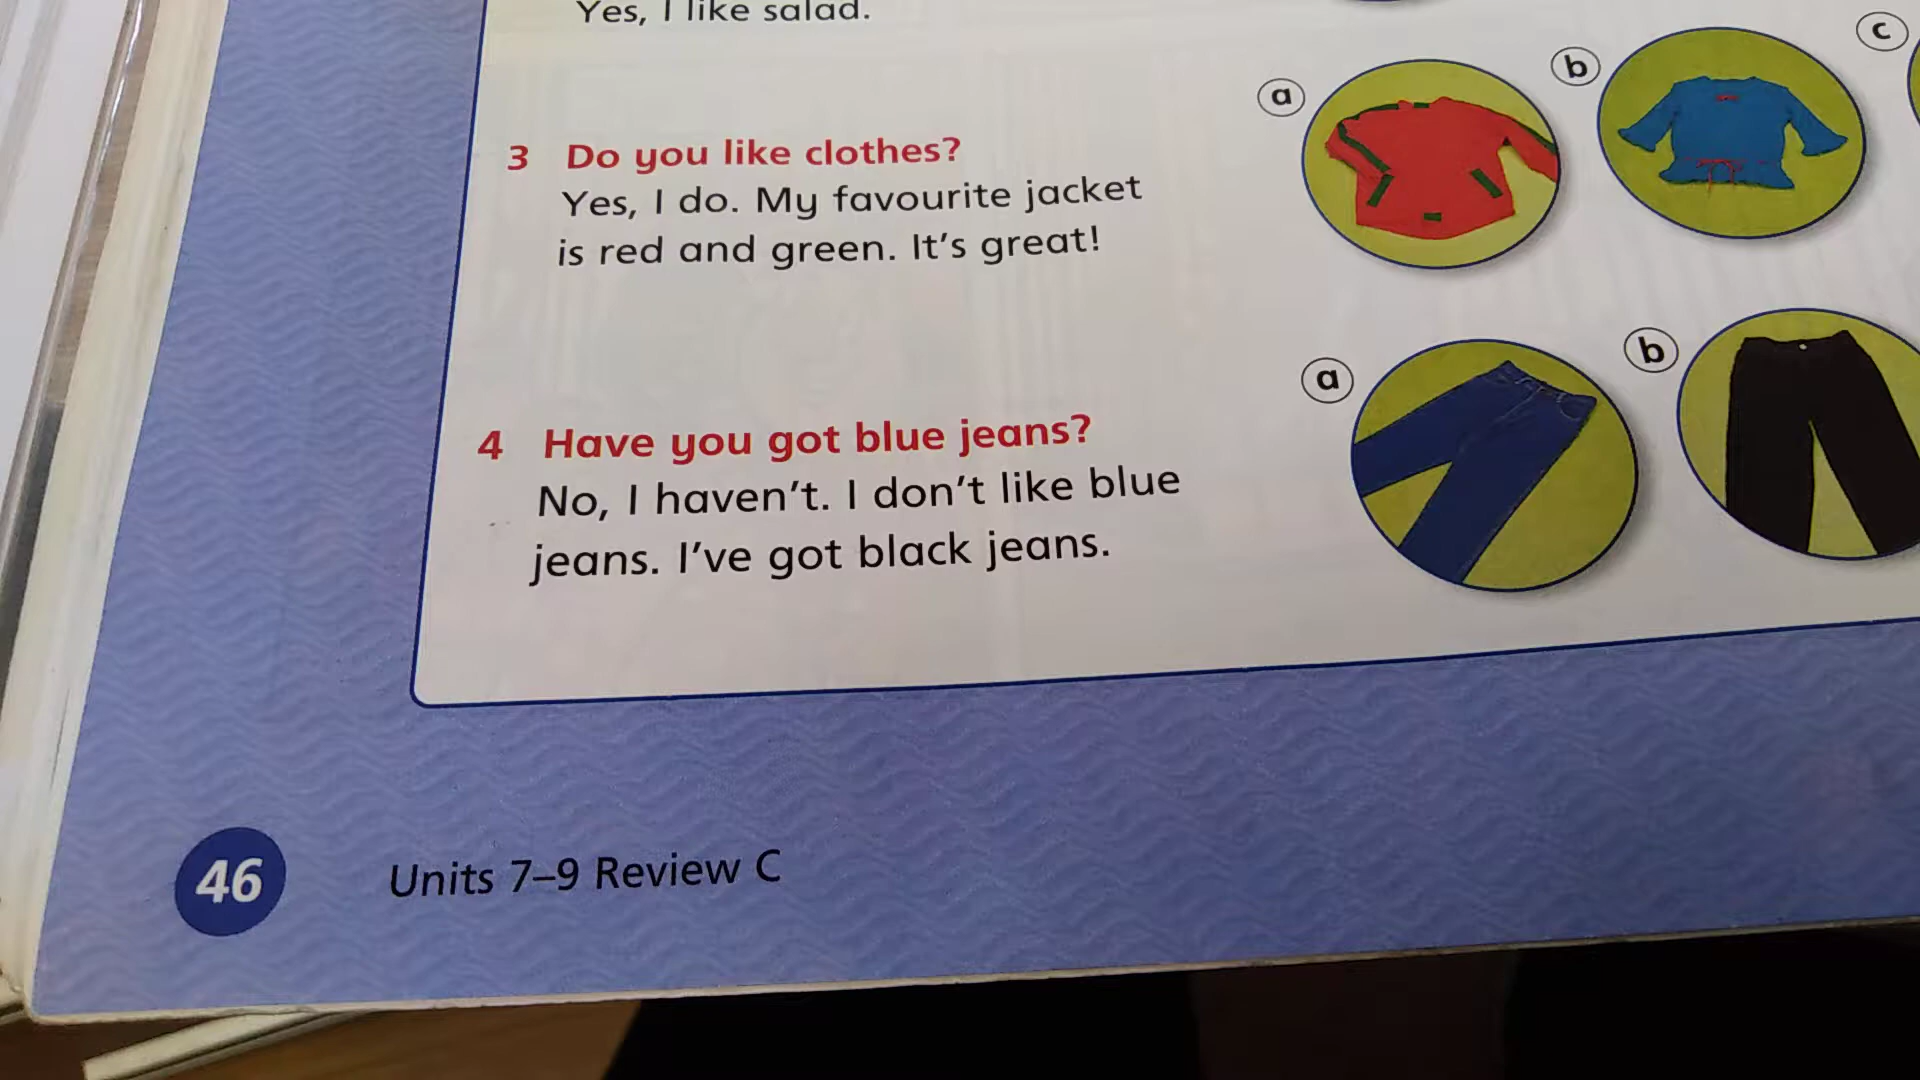 Yes, I like salad.
3 Do you like clothes?
Yes, I do. My favourite jacket
is red and green. It's great!
a
b
c
4 Have you got blue jeans?
No, I haven't. I don't like blue
jeans. I've got black jeans.
a
b
46
Units 7–9 Review C